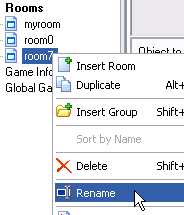 Rooms
myroom
room0
room7
Object to
Game Info
Global Ga
Insert Room
Duplicate Alt+
Insert Group Shift+
Sort by Name
Delete Shift+
Rename